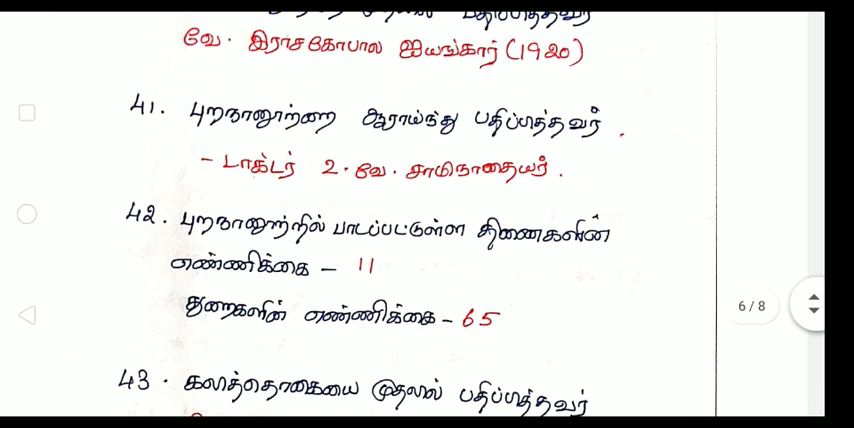 வே. இராசகோபால ஐயங்கார் (1920)
41. புறநானூற்றை ஆராய்ந்து பதிப்பித்தவர்.
- டாக்டர் உ.வே. சாமிநாதையர்.
42. புறநானூற்றில் பாடப்பட்டுள்ள திணைகளின்
எண்ணிக்கை - 11
துறைகளின் எண்ணிக்கை - 65
6 / 8
43. கலித்தொகையை முதலில் பதிப்பித்தவர்